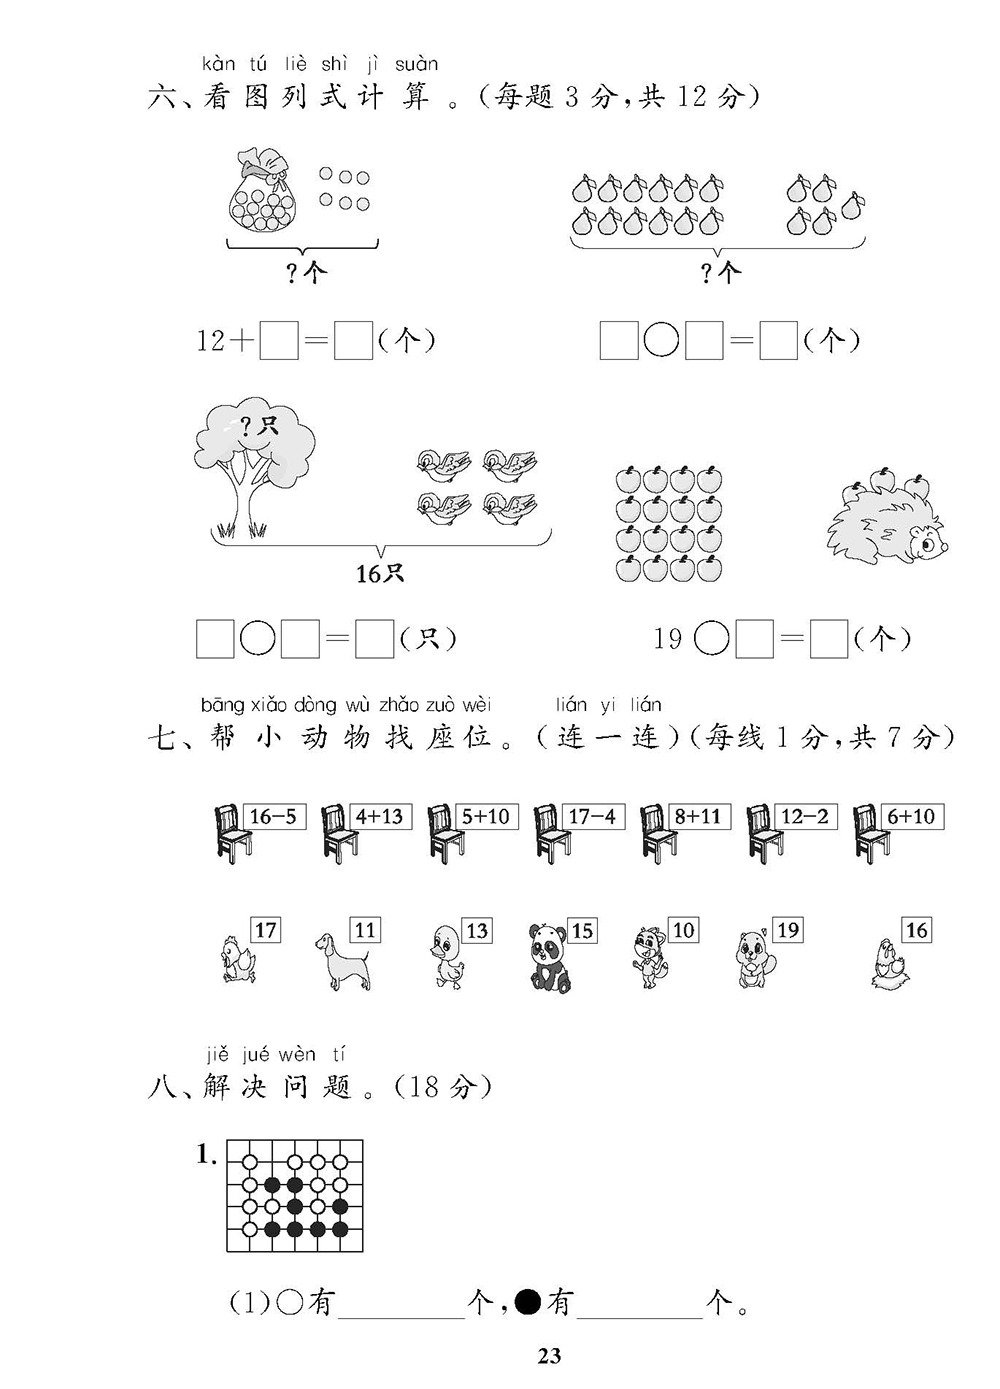 kàn tú liè shì jì suàn
六、看图列式计算。(每题3分,共12分)
?个
?个
12+□=□(个)
□○□=□(个)
?只
16只
□○□=□(只)
19○□=□(个)
bāng xiǎo dòng wù zhǎo zuò wèi lián yi lián
七、帮小动物找座位。(连一连)(每线1分,共7分)
16−5 4+13 5+10 17−4 8+11 12−2 6+10
17 11 13 15 10 19 16
jiě jué wèn tí
八、解决问题。(18分)
1.
(1)○有________个,●有________个。
23